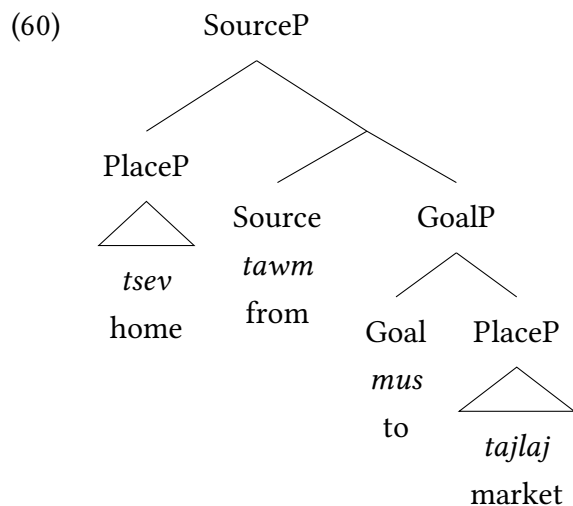 (60) SourceP
PlaceP
tsev
home
Source
tawm
from
GoalP
Goal
mus
to
PlaceP
tajlaj
market